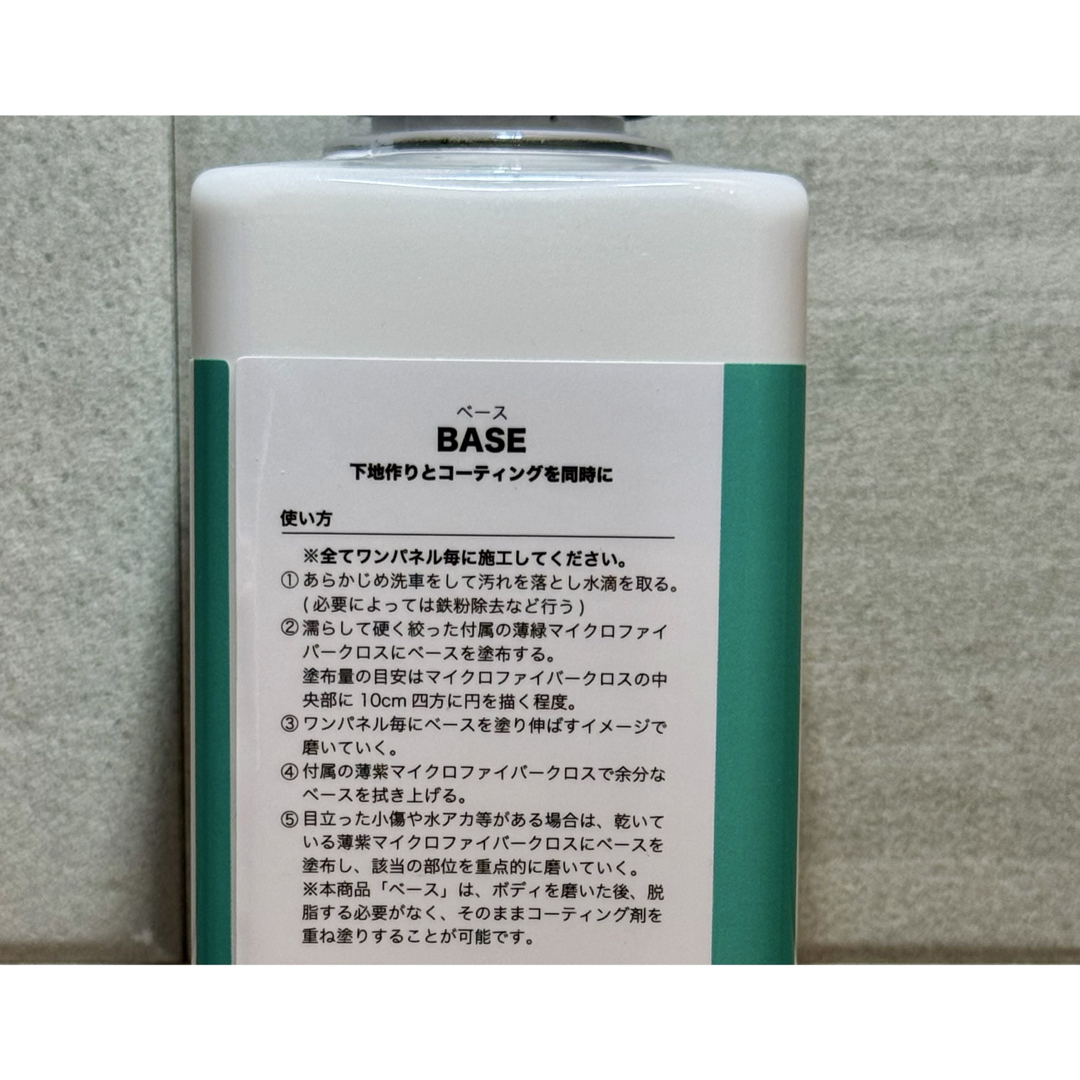 ベース
BASE
下地作りとコーティングを同時に
使い方
※全てワンパネル毎に施工してください。
①あらかじめ洗車をして汚れを落とし水滴を取る。
(必要によっては鉄粉除去など行う)
②濡らして硬く絞った付属の薄緑マイクロファイ
バークロスにベースを塗布する。
塗布量の目安はマイクロファイバークロスの中
央部に 10cm 四方に円を描く程度。
③ワンパネル毎にベースを塗り伸ばすイメージで
磨いていく。
④付属の薄紫マイクロファイバークロスで余分な
ベースを拭き上げる。
⑤目立った小傷や水アカ等がある場合は、乾いて
いる薄紫マイクロファイバークロスにベースを
塗布し、該当の部位を重点的に磨いていく。
※本商品「ベース」は、ボディを磨いた後、脱
脂する必要がなく、そのままコーティング剤を
重ね塗りすることが可能です。